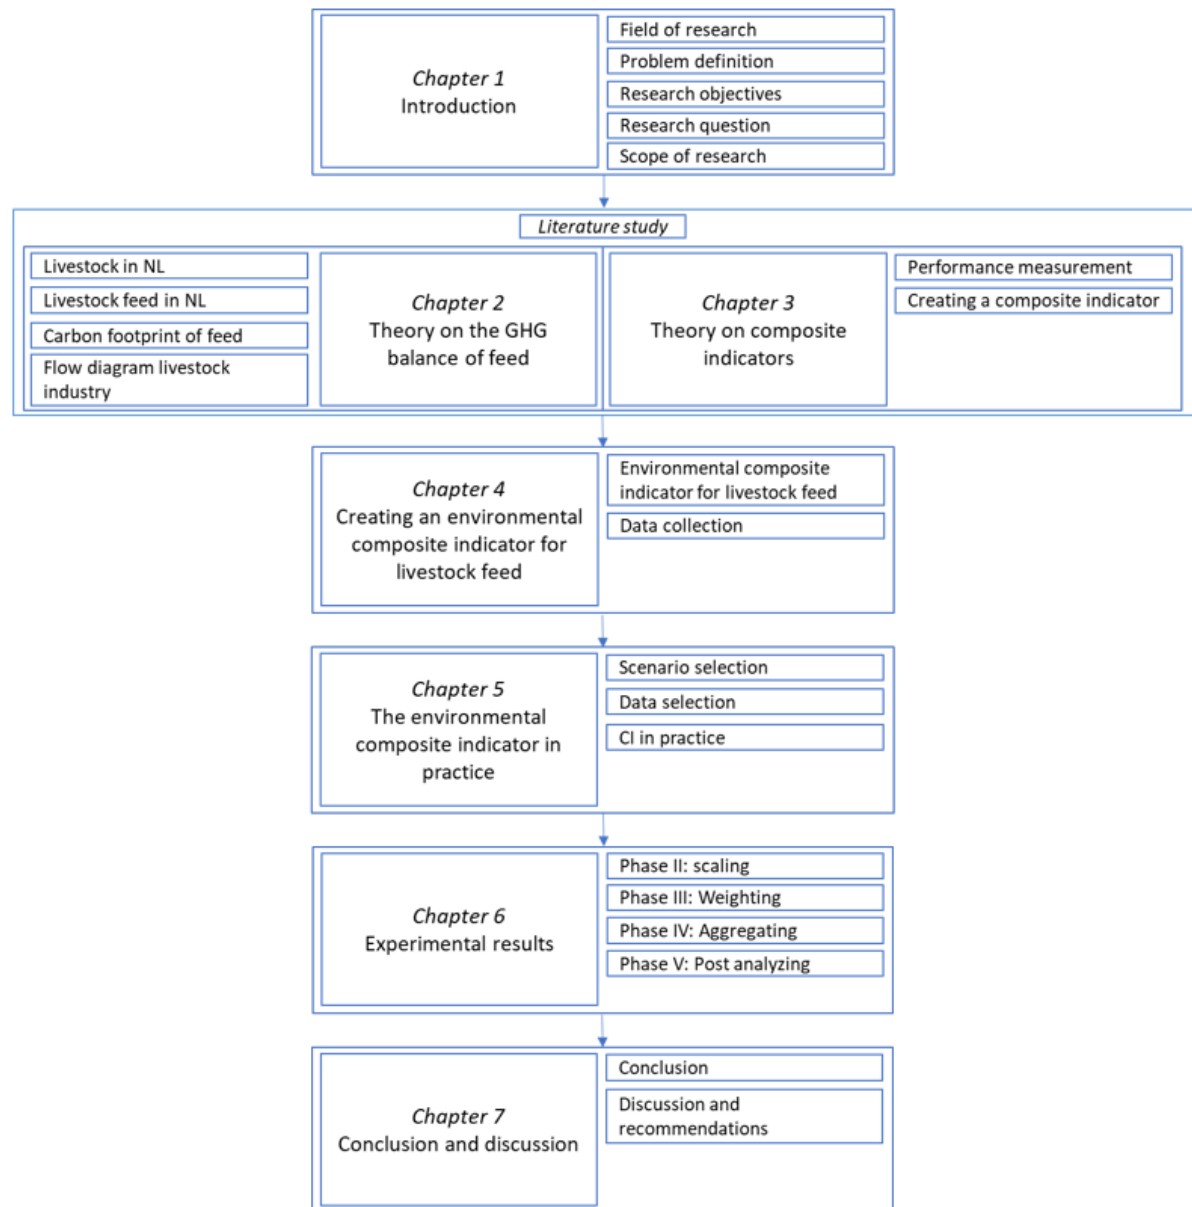 Chapter 1
Introduction
Field of research
Problem definition
Research objectives
Research question
Scope of research
Literature study
Livestock in NL
Livestock feed in NL
Carbon footprint of feed
Flow diagram livestock
industry
Chapter 2
Theory on the GHG
balance of feed
Chapter 3
Theory on composite
indicators
Performance measurement
Creating a composite indicator
Chapter 4
Creating an environmental
composite indicator for
livestock feed
Environmental composite
indicator for livestock feed
Data collection
Chapter 5
The environmental
composite indicator in
practice
Scenario selection
Data selection
CI in practice
Chapter 6
Experimental results
Phase II: scaling
Phase III: Weighting
Phase IV: Aggregating
Phase V: Post analyzing
Chapter 7
Conclusion and discussion
Conclusion
Discussion and
recommendations